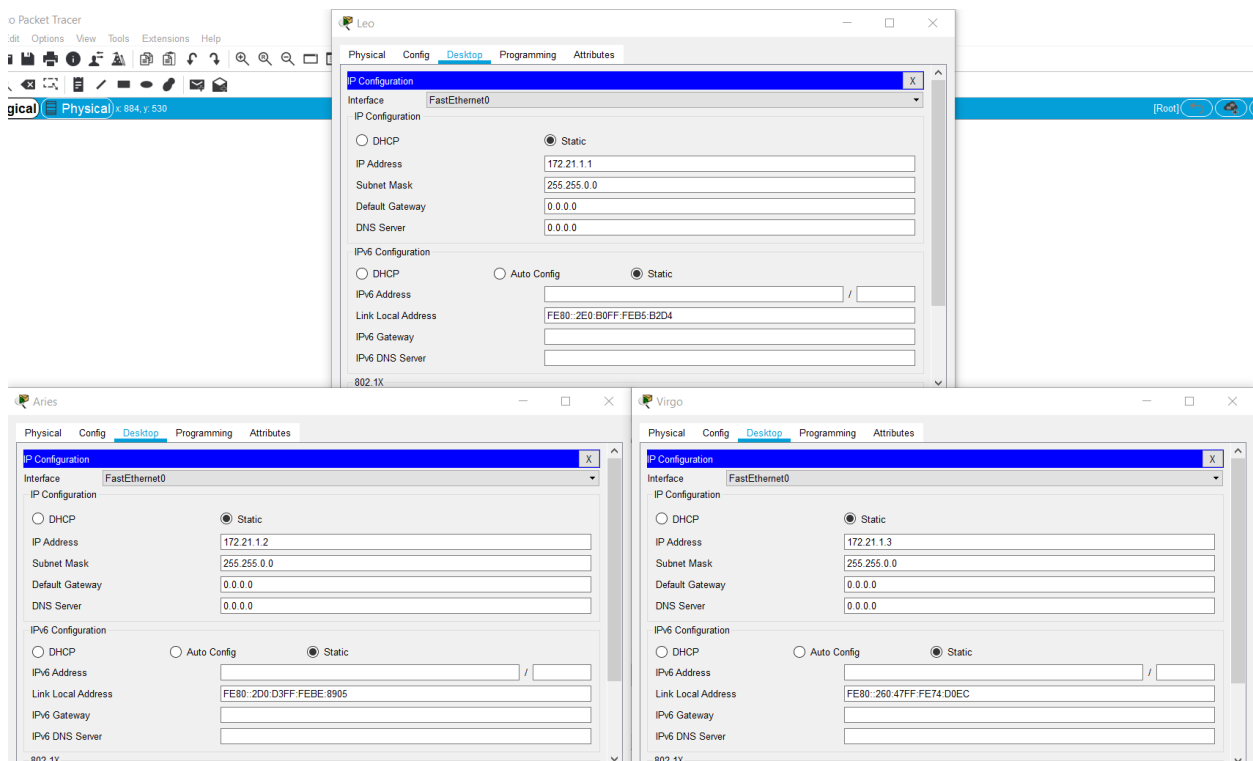 o Packet Tracer
Edit Options View Tools Extensions Help
gical Physical x: 884, y: 530
[Root]
Leo
Physical Config Desktop Programming Attributes
IP Configuration X
Interface FastEthernet0
IP Configuration
DHCP Static
IP Address 172.21.1.1
Subnet Mask 255.255.0.0
Default Gateway 0.0.0.0
DNS Server 0.0.0.0
IPv6 Configuration
DHCP Auto Config Static
IPv6 Address /
Link Local Address FE80::2E0:B0FF:FEB5:B2D4
IPv6 Gateway
IPv6 DNS Server
802.1X
Aries
Physical Config Desktop Programming Attributes
IP Configuration X
Interface FastEthernet0
IP Configuration
DHCP Static
IP Address 172.21.1.2
Subnet Mask 255.255.0.0
Default Gateway 0.0.0.0
DNS Server 0.0.0.0
IPv6 Configuration
DHCP Auto Config Static
IPv6 Address /
Link Local Address FE80::2D0:D3FF:FEBE:8905
IPv6 Gateway
IPv6 DNS Server
802.1X
Virgo
Physical Config Desktop Programming Attributes
IP Configuration X
Interface FastEthernet0
IP Configuration
DHCP Static
IP Address 172.21.1.3
Subnet Mask 255.255.0.0
Default Gateway 0.0.0.0
DNS Server 0.0.0.0
IPv6 Configuration
DHCP Auto Config Static
IPv6 Address /
Link Local Address FE80::260:47FF:FE74:D0EC
IPv6 Gateway
IPv6 DNS Server
802.1X